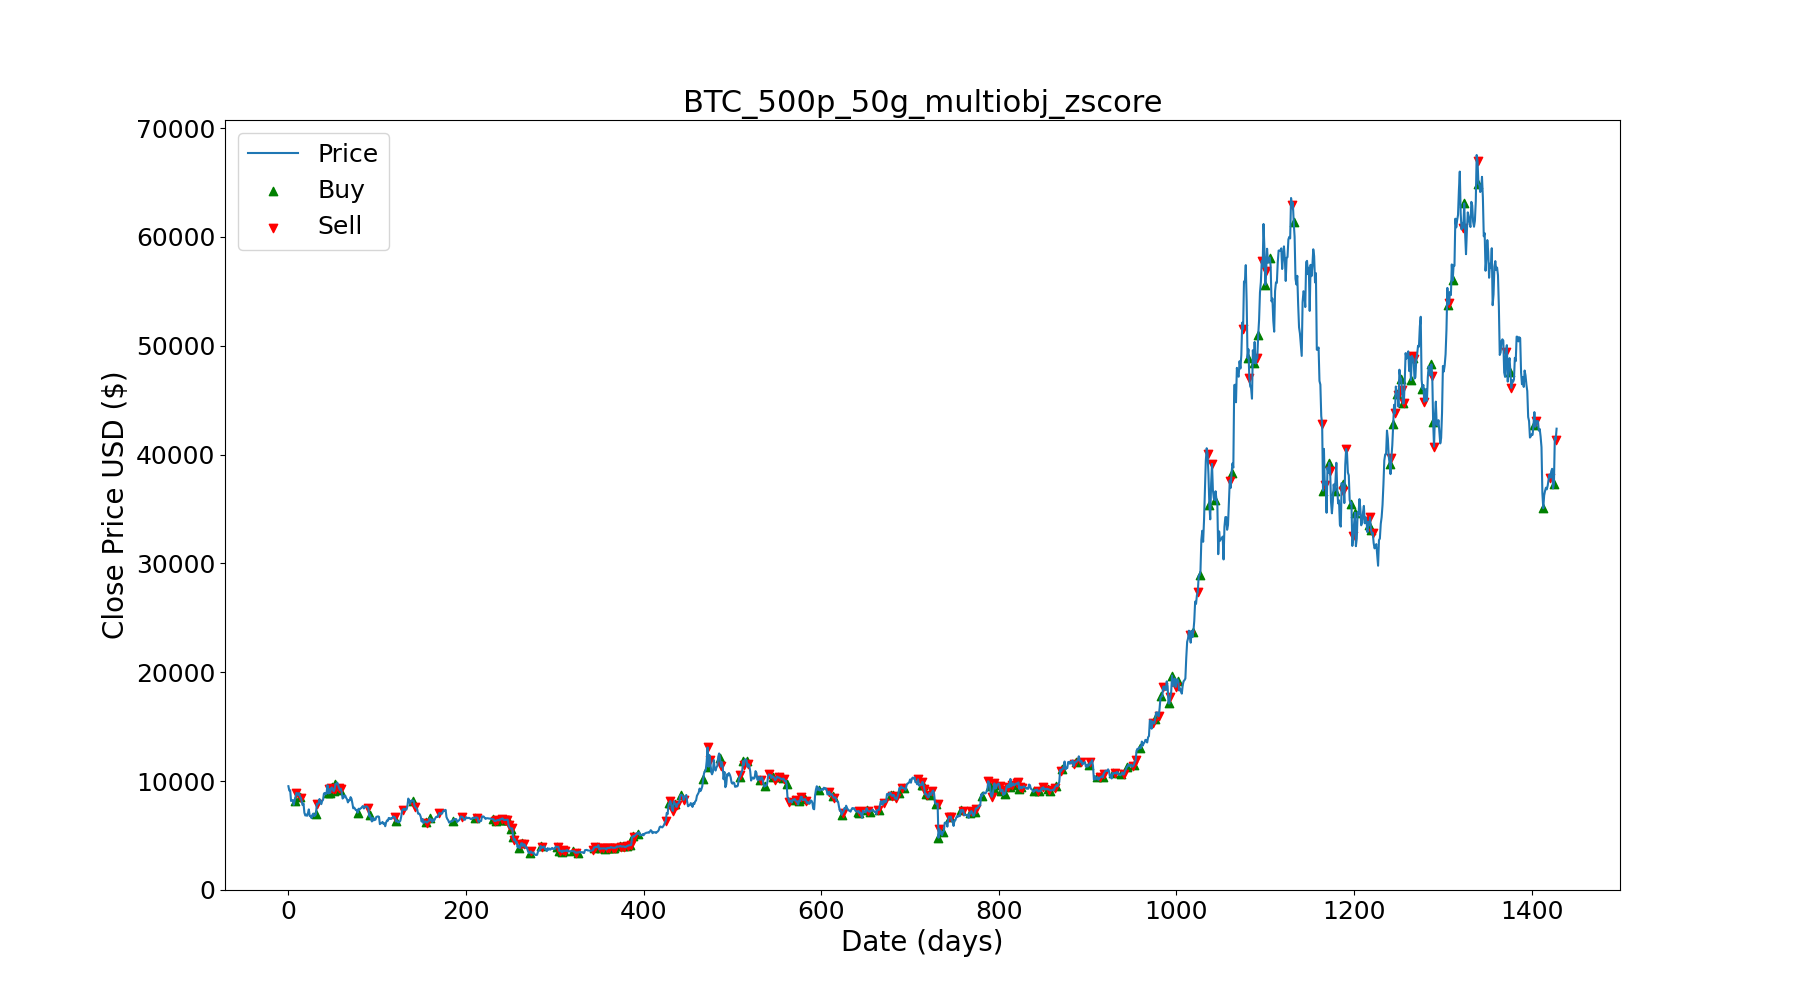 BTC_500p_50g_multiobj_zscore
Price
Buy
Sell
Close Price USD ($)
70000
60000
50000
40000
30000
20000
10000
0
0 200 400 600 800 1000 1200 1400
Date (days)